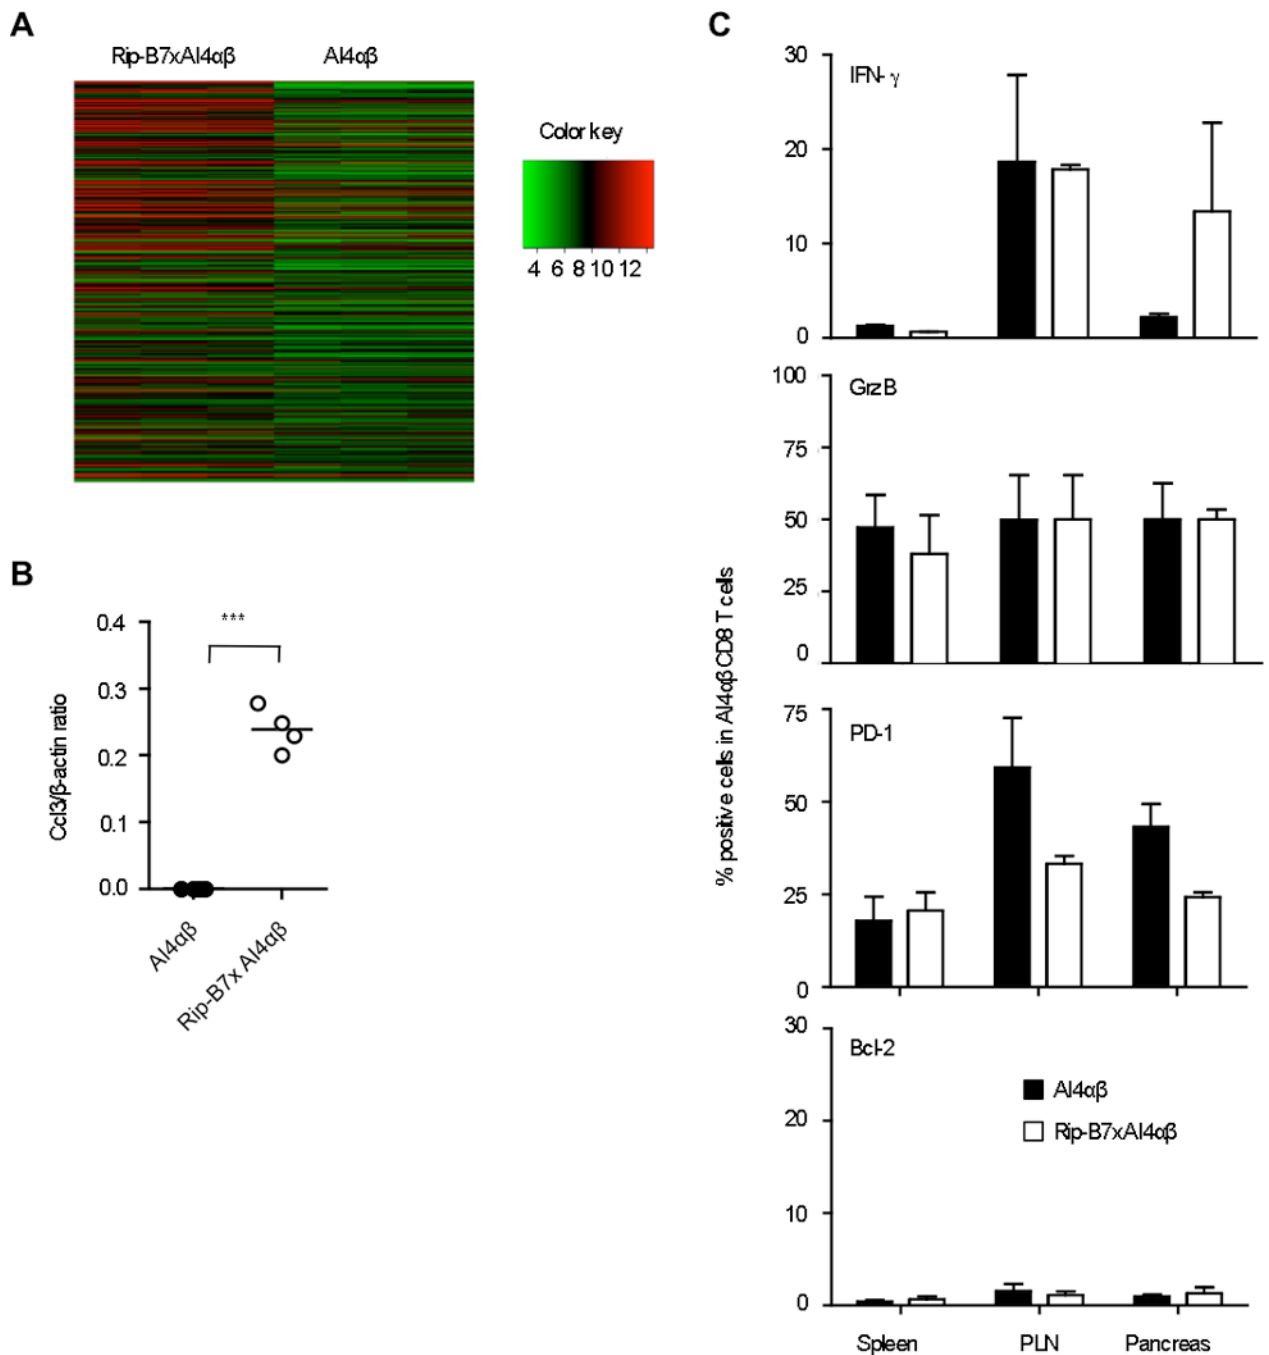 A
Rip-B7xAI4αβ AI4αβ
Color key
4 6 8 10 12
B
***
0.4
0.3
0.2
0.1
0.0
Ccl3/β-actin ratio
AI4αβ
Rip-B7x AI4αβ
C
% positive cells in AI4αβ CD8 T cells
30
IFN-γ
20
10
0
100
GrzB
75
50
25
0
75
PD-1
50
25
0
30
Bcl-2
AI4αβ
20
Rip-B7xAI4αβ
10
0
Spleen PLN Pancreas